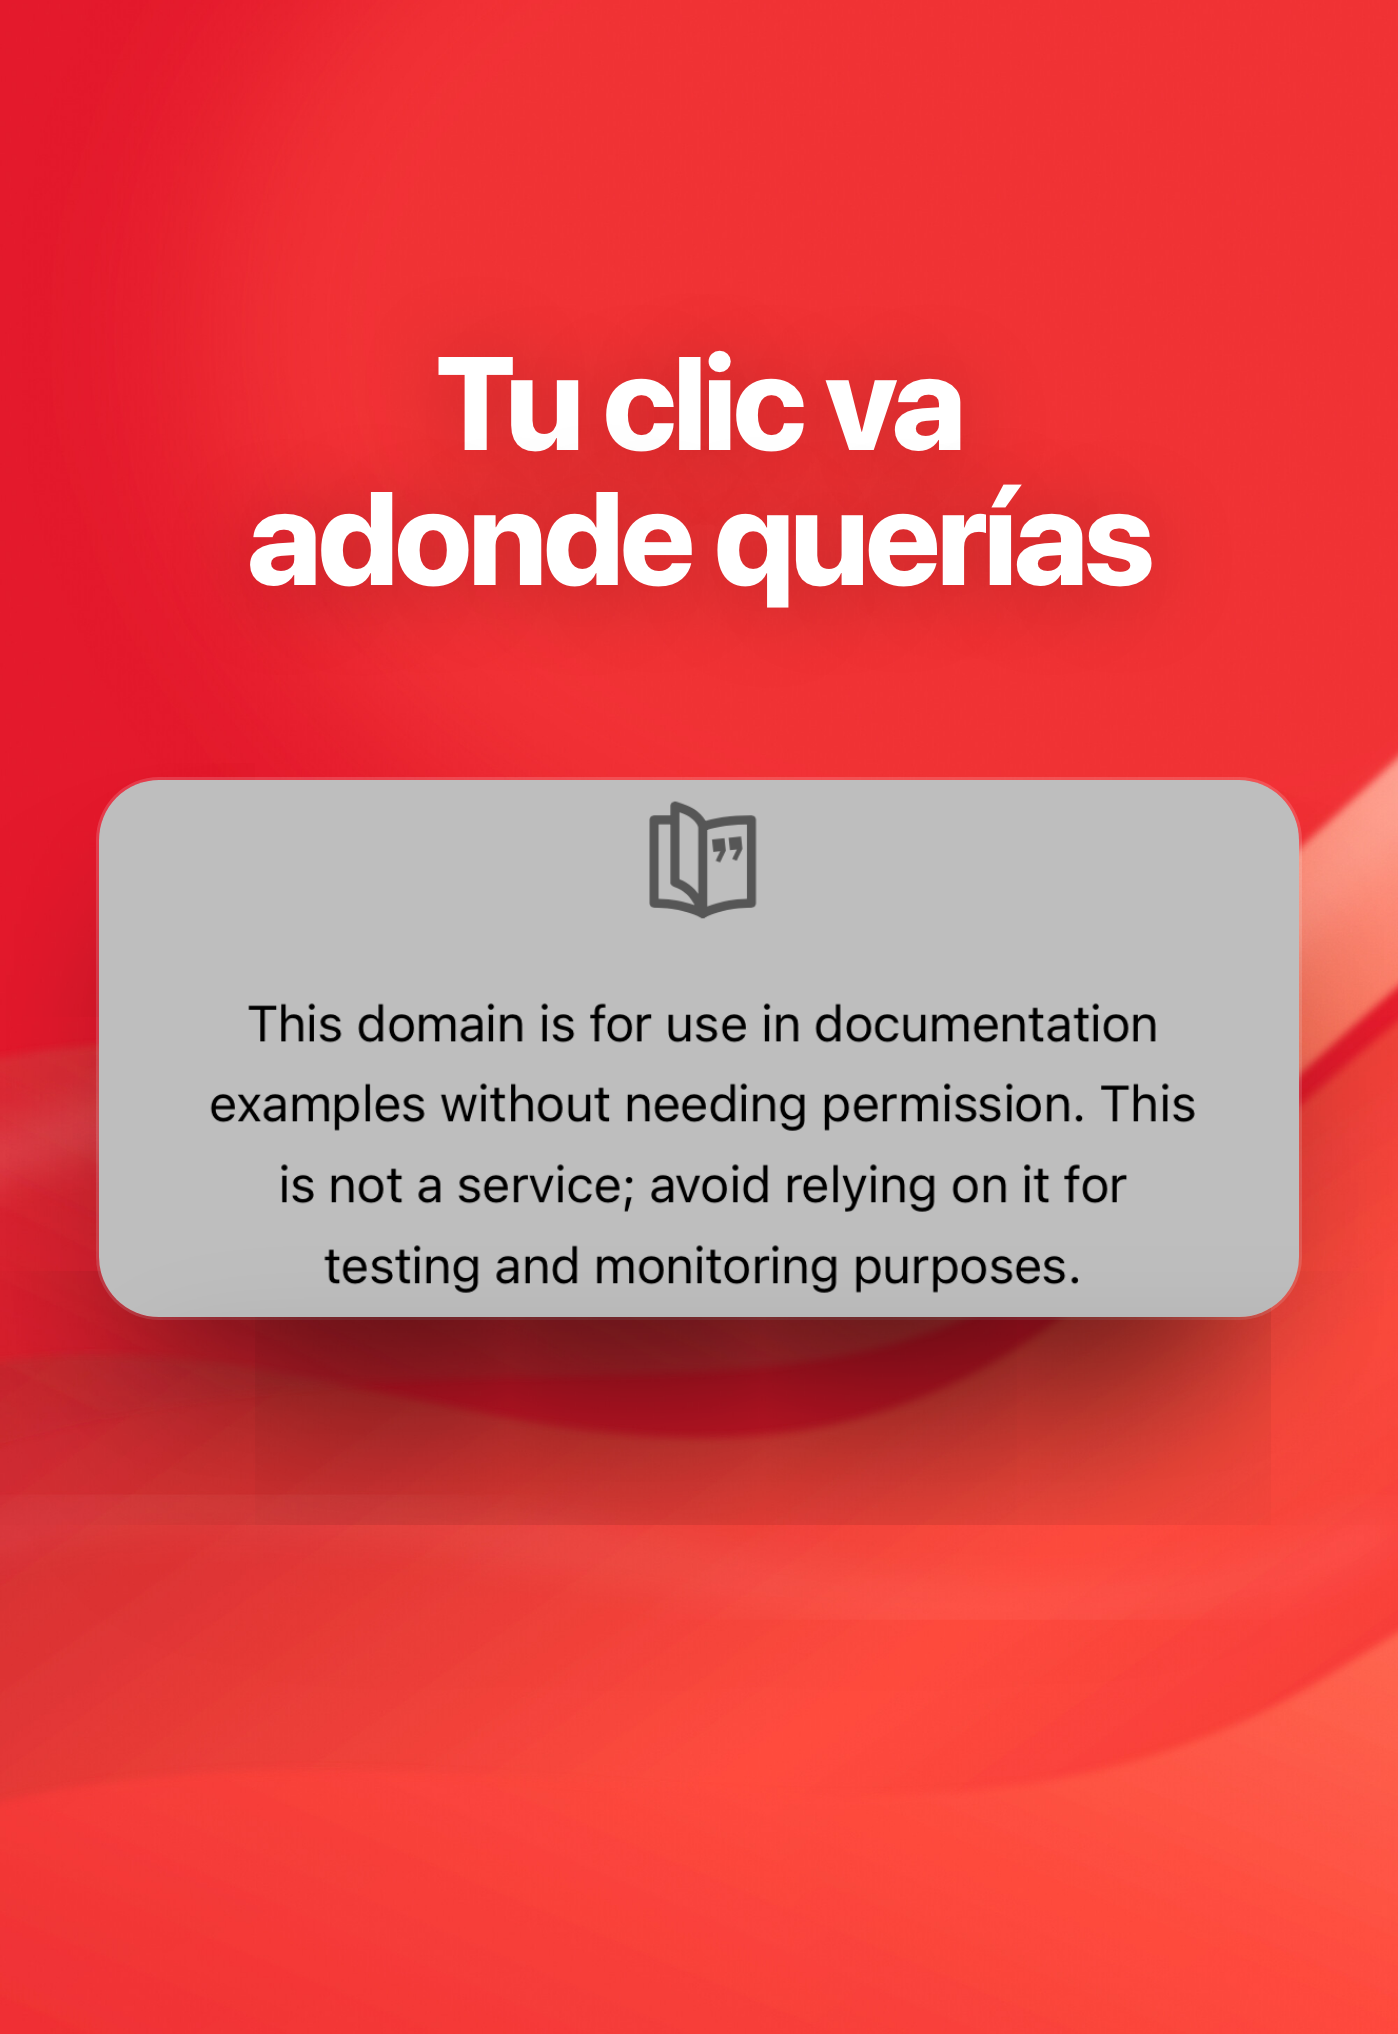 Tu clic va
adonde querías
This domain is for use in documentation
examples without needing permission. This
is not a service; avoid relying on it for
testing and monitoring purposes.